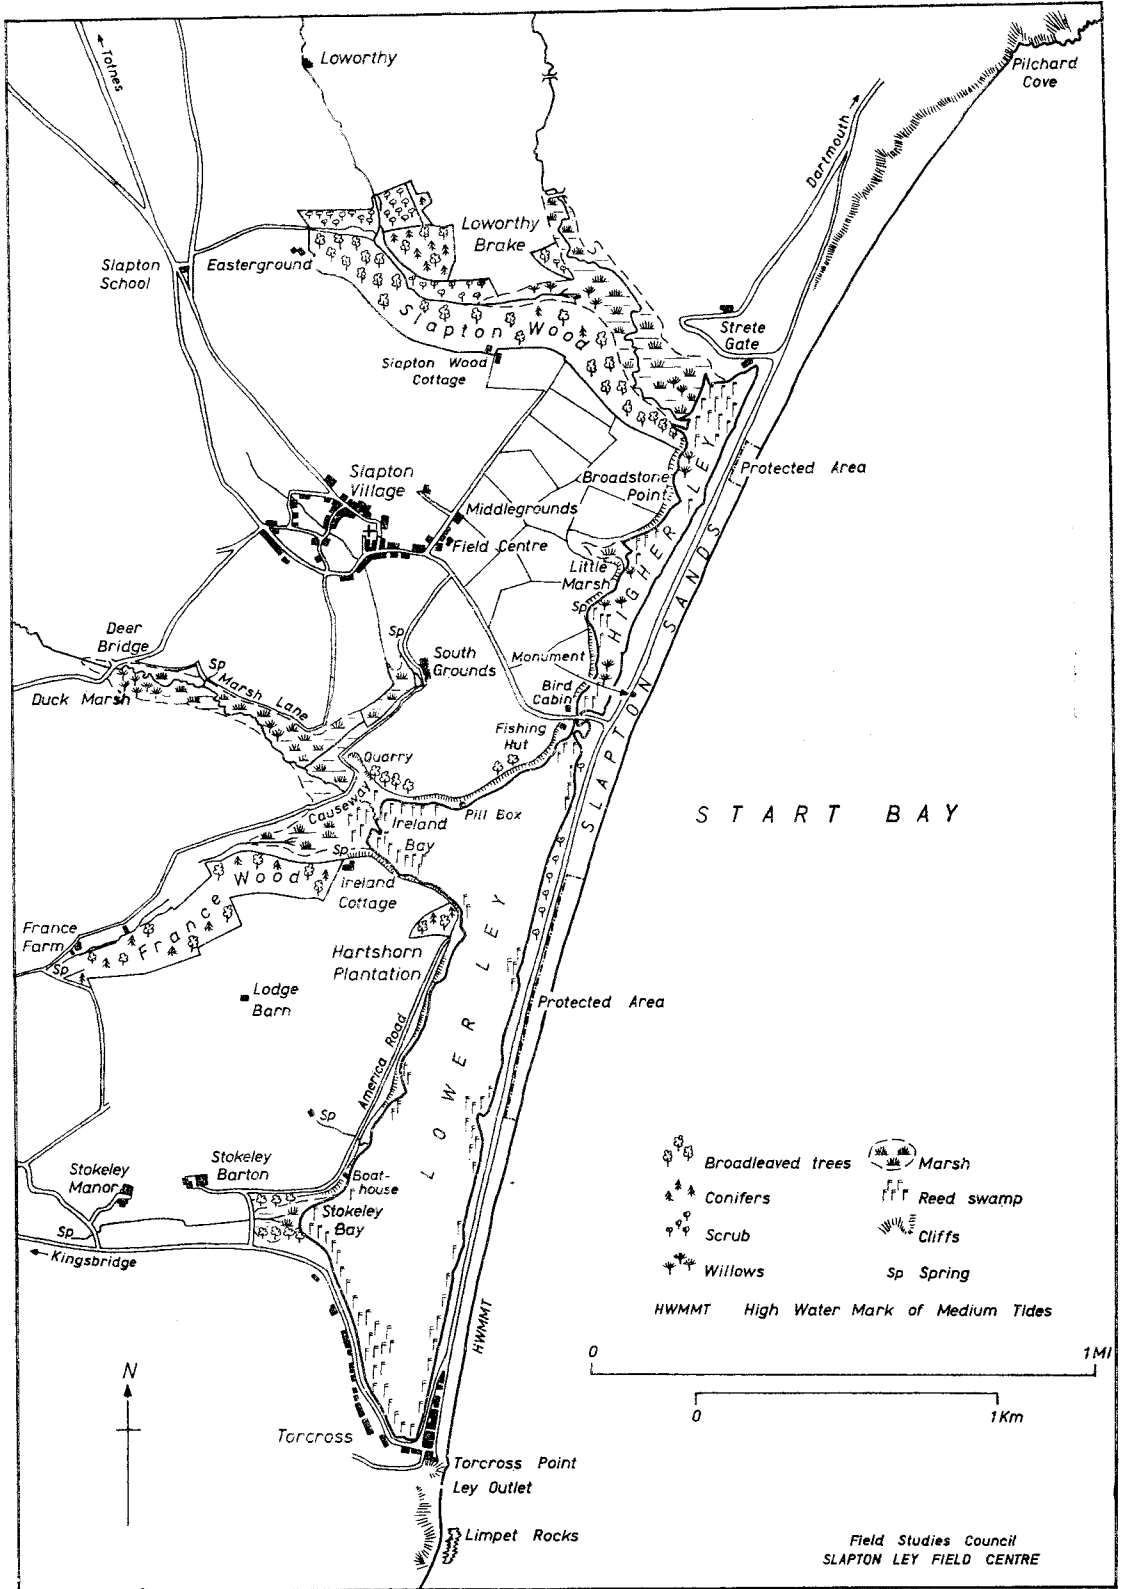 Totnes
Loworthy
Pilchard
Cove
Dartmouth
Loworthy
Brake
Slapton
School
Easterground
Slapton Wood
Strete
Gate
Slapton Wood
Cottage
Protected Area
Slapton
Village
Broadstone
Point
Middlegrounds
Field Centre
HIGHER LEY
Little
Marsh
Sp
Deer
Bridge
Sp
Sp
South
Grounds
Monument
SLAPTON SANDS
Duck Marsh
Marsh Lane
Bird
Cabin
Fishing
Hut
Quarry
Causeway
Pill Box
START BAY
Ireland
Bay
Sp
Ireland
Cottage
France Wood
France
Farm
Sp
Hartshorn
Plantation
LOWER LEY
Lodge
Barn
Protected Area
America Road
Sp
Stokeley
Barton
Stokeley
Manor
Boat-
house
Stokeley
Bay
Sp
Kingsbridge
Broadleaved trees
Marsh
Conifers
Reed swamp
Scrub
Cliffs
Willows
Sp Spring
HWMMT High Water Mark of Medium Tides
HWMMT
0 1MI
0 1Km
N
Torcross
Torcross Point
Ley Outlet
Limpet Rocks
Field Studies Council
SLAPTON LEY FIELD CENTRE